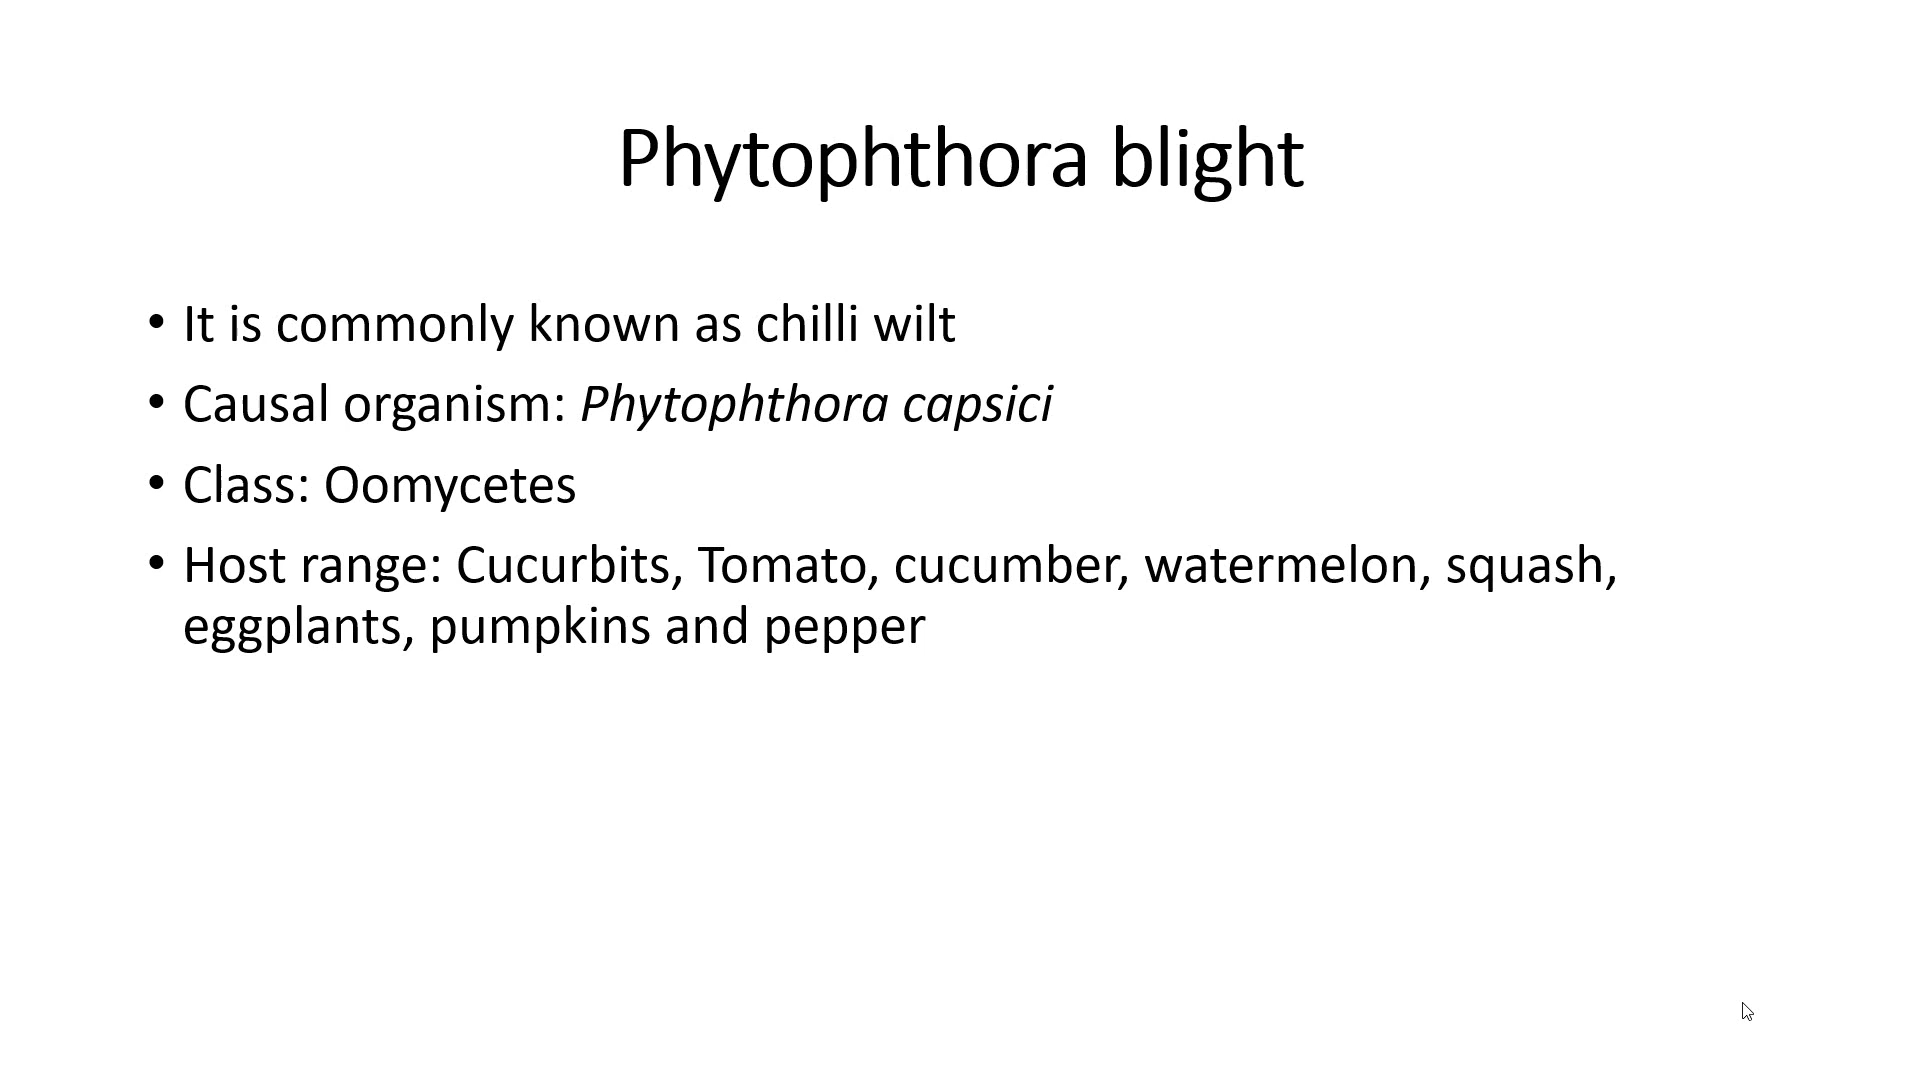 Phytophthora blight
• It is commonly known as chilli wilt
• Causal organism: Phytophthora capsici
• Class: Oomycetes
• Host range: Cucurbits, Tomato, cucumber, watermelon, squash,
eggplants, pumpkins and pepper